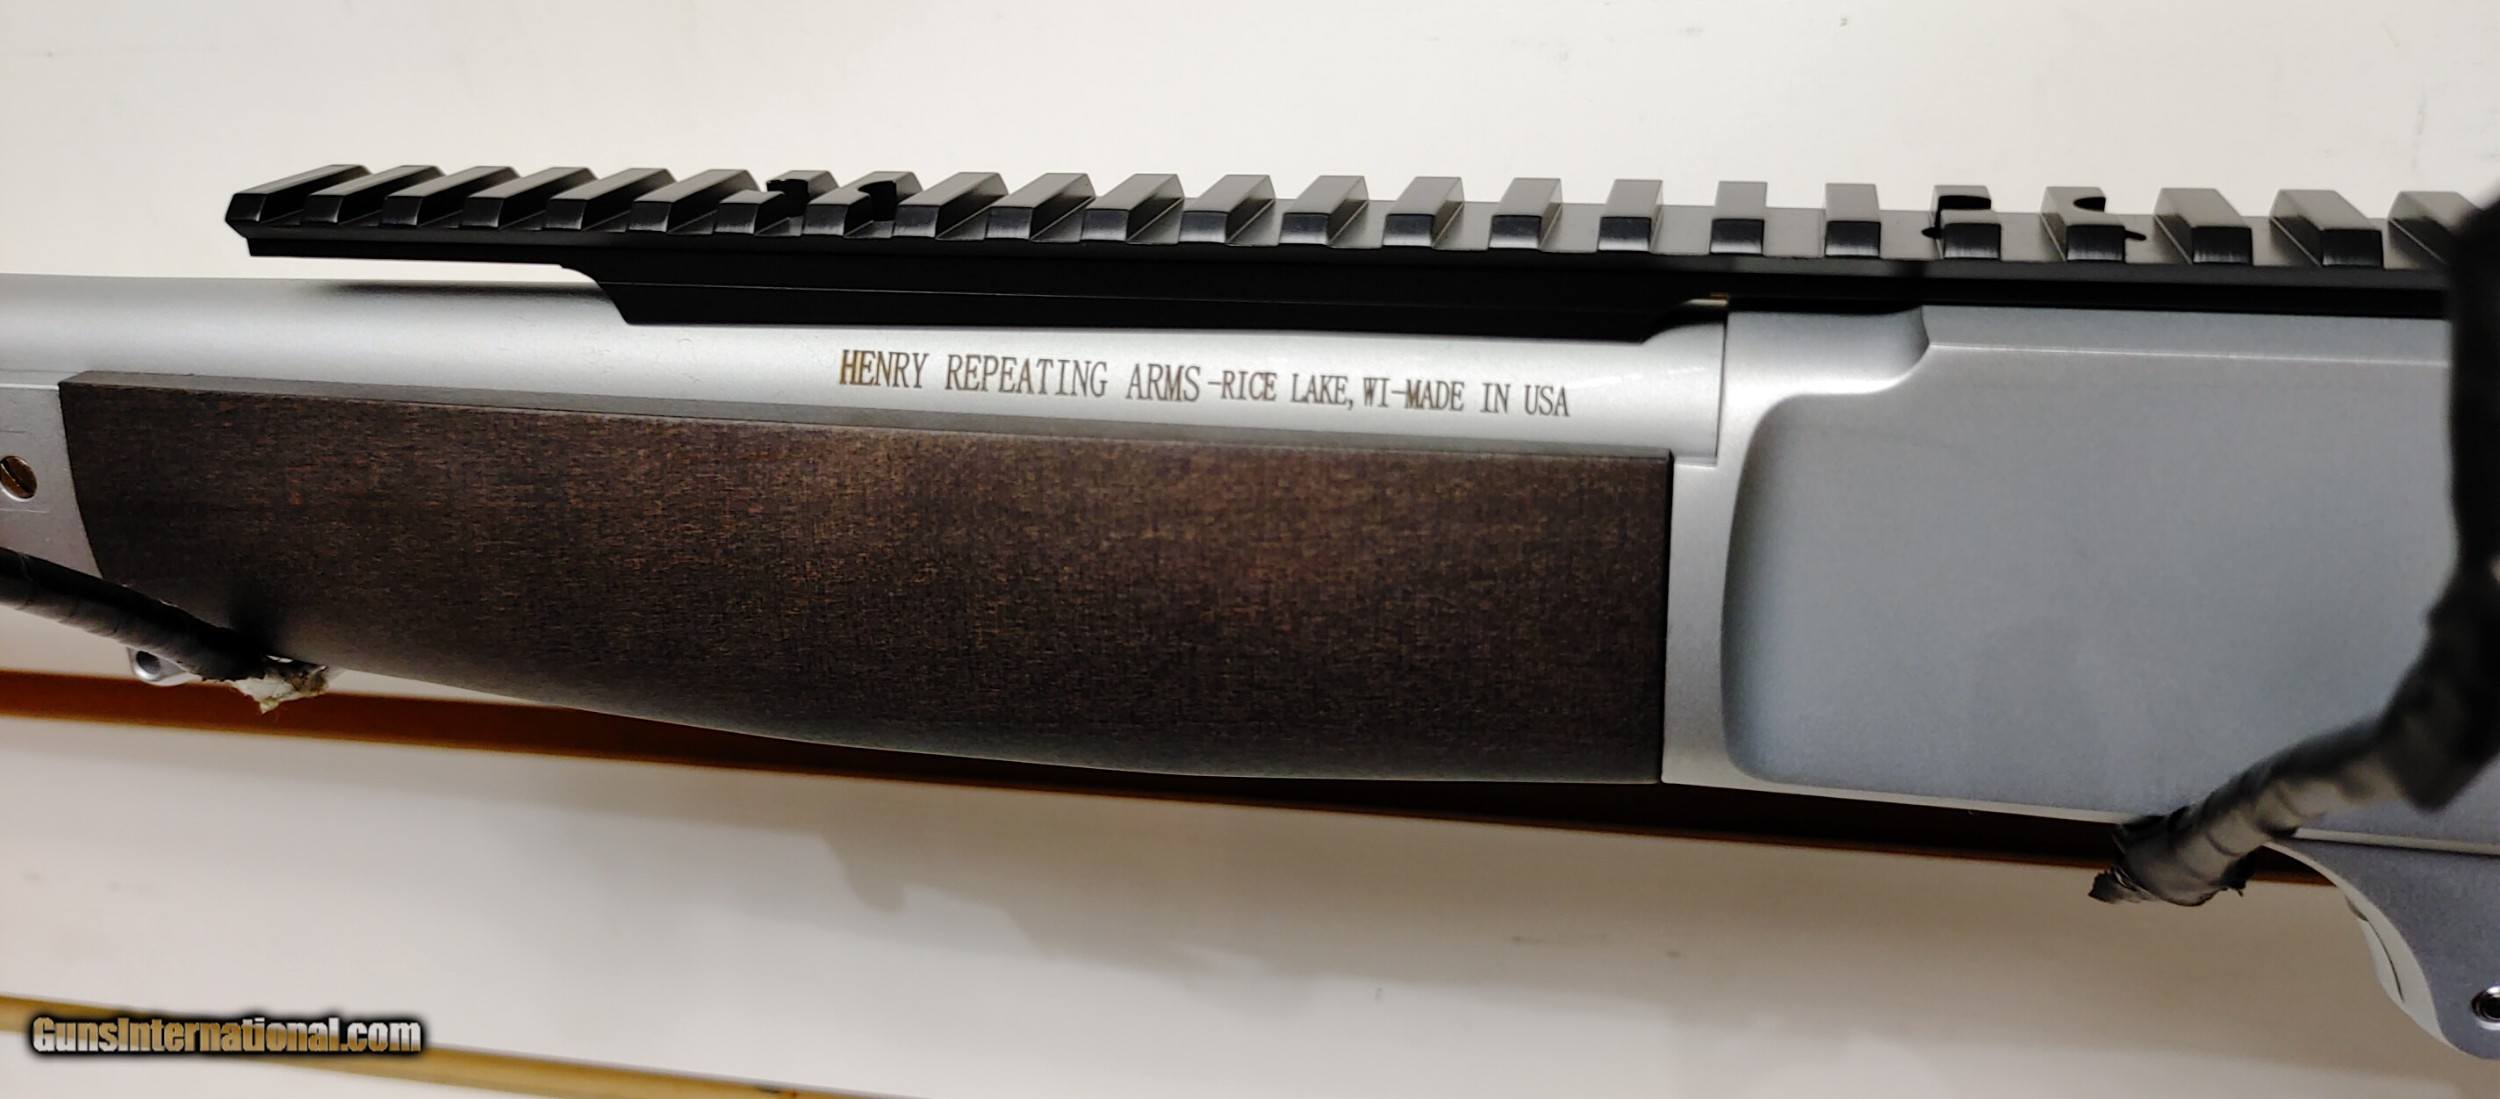 HENRY REPEATING ARMS-RICE LAKE, WI-MADE IN USA
GunsInternational.com